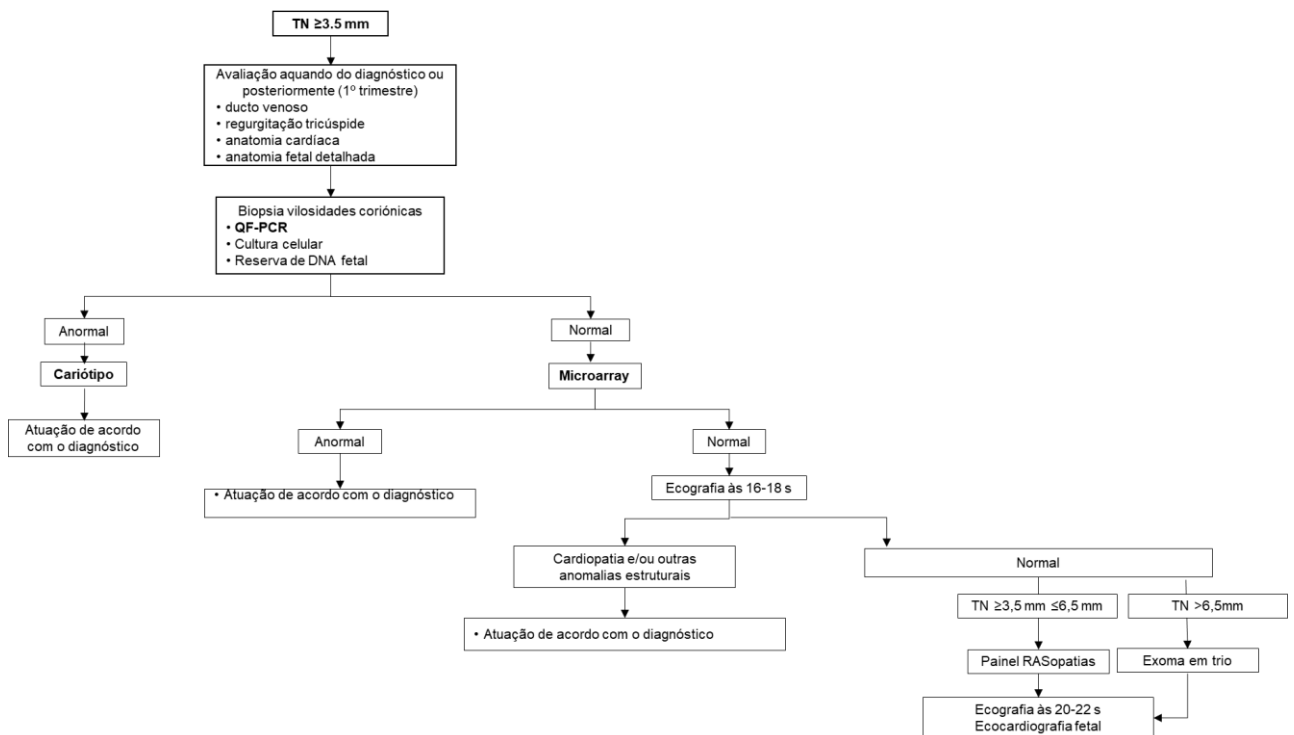 TN ≥3.5 mm
Avaliação aquando do diagnóstico ou
posteriormente (1º trimestre)
• ducto venoso
• regurgitação tricúspide
• anatomia cardíaca
• anatomia fetal detalhada
Biopsia vilosidades coriónicas
• QF-PCR
• Cultura celular
• Reserva de DNA fetal
Anormal
Normal
Cariótipo
Microarray
Atuação de acordo
com o diagnóstico
Anormal
Normal
• Atuação de acordo com o diagnóstico
Ecografia às 16-18 s
Cardiopatia e/ou outras
anomalias estruturais
Normal
• Atuação de acordo com o diagnóstico
TN ≥3,5 mm ≤6,5 mm
TN >6,5mm
Painel RASopatias
Exoma em trio
Ecografia às 20-22 s
Ecocardiografia fetal